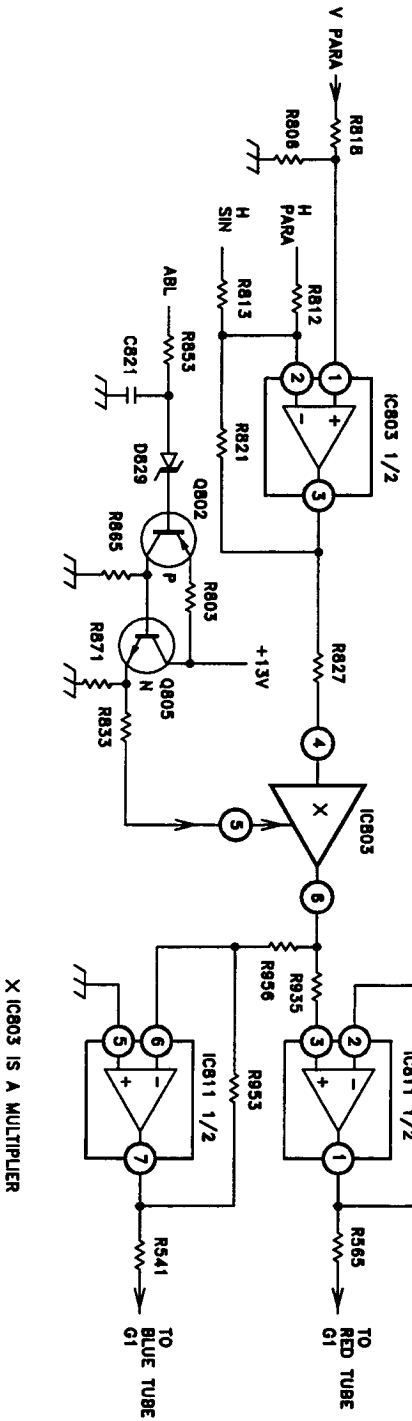 V PARA
R818
R806
H
PARA
H
SIN
R812
R813
1
2
+
-
3
IC803 1/2
R821
R827
ABL
R853
C821
D829
Q802
P
R803
R865
Q805
N
R871
R833
+13V
4
X
IC803
5
6
R935
R956
2
3
-
+
1
IC811 1/2
R565
TO
RED TUBE
G1
R953
6
5
-
+
7
IC811 1/2
R541
TO
BLUE TUBE
G1
X IC803 IS A MULTIPLIER